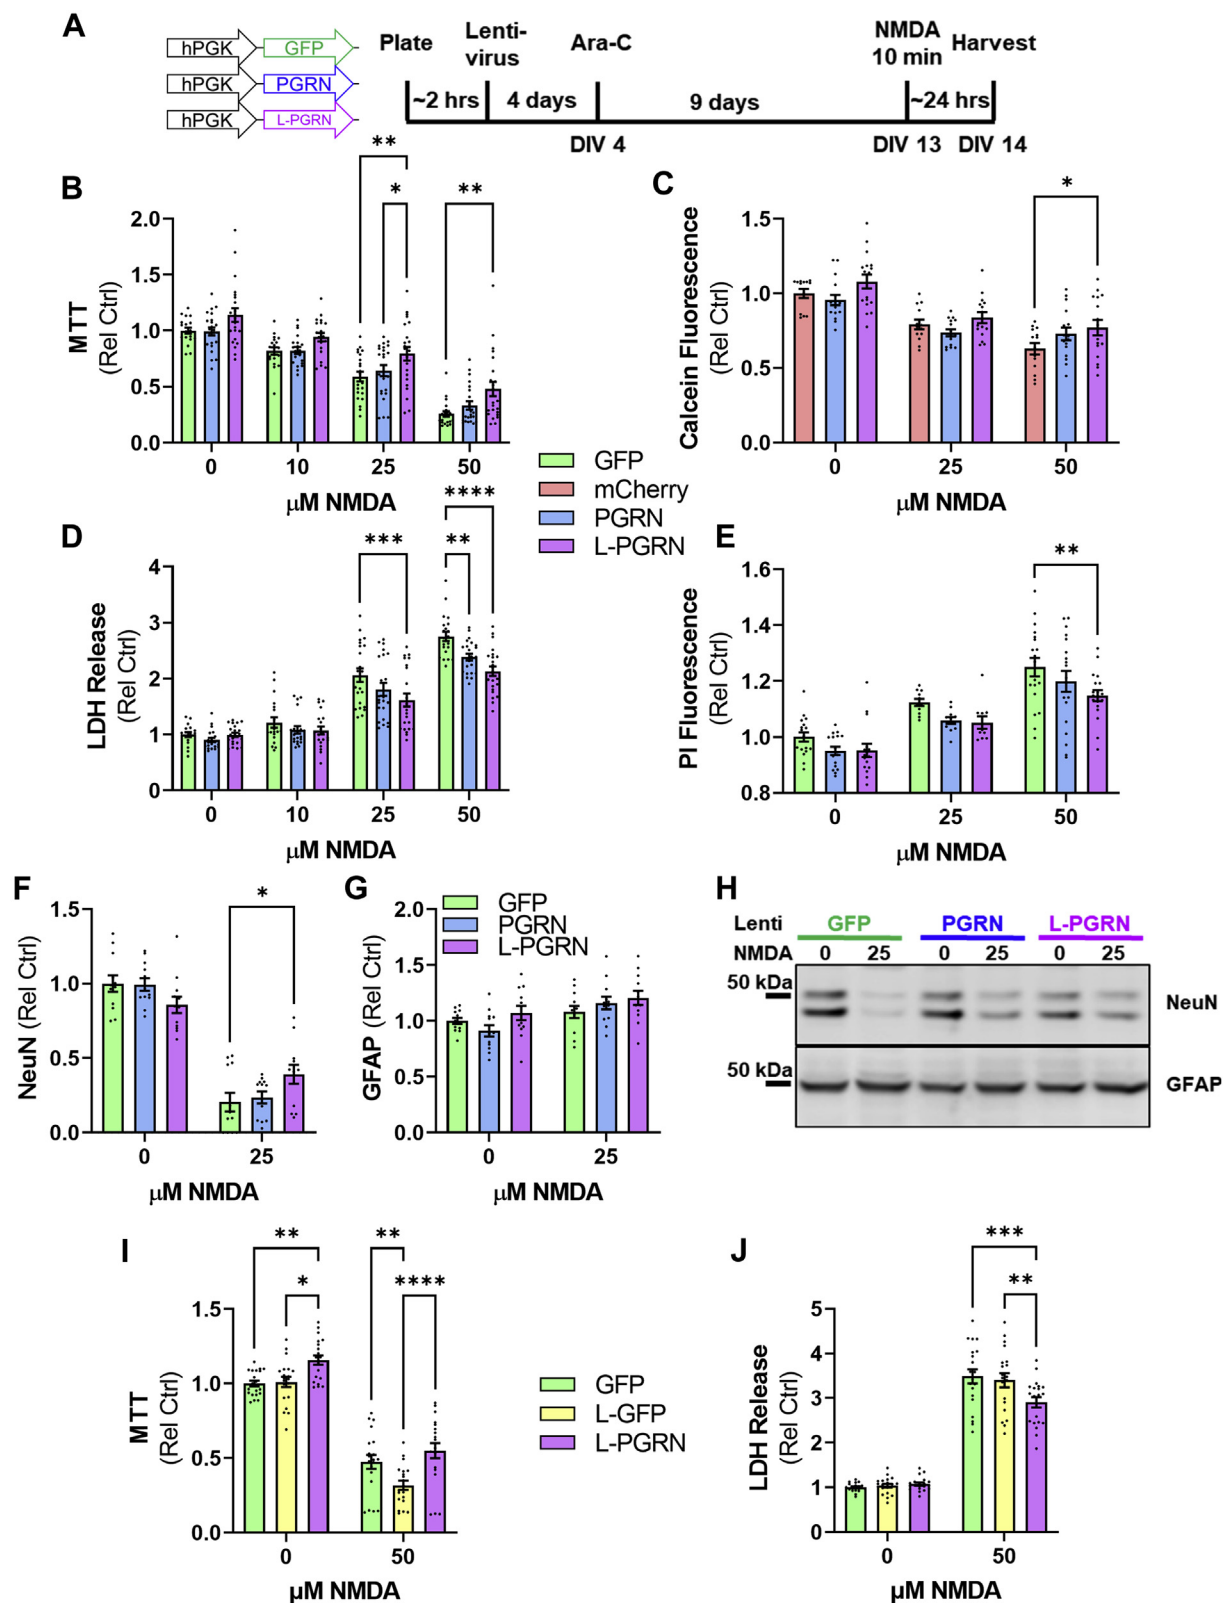 A
hPGK GFP
hPGK PGRN
hPGK L-PGRN
Plate
Lenti-
virus
Ara-C
NMDA
10 min
Harvest
~2 hrs
4 days
9 days
~24 hrs
DIV 4
DIV 13
DIV 14
B
MTT
(Rel Ctrl)
2.0
1.5
1.0
0.5
0.0
**
*
**
0 10 25 50
μM NMDA
C
Calcein Fluorescence
(Rel Ctrl)
1.5
1.0
0.5
0.0
*
0 25 50
μM NMDA
GFP
mCherry
PGRN
L-PGRN
D
LDH Release
(Rel Ctrl)
4
3
2
1
0
***
**
****
0 10 25 50
μM NMDA
E
PI Fluorescence
(Rel Ctrl)
1.6
1.4
1.2
1.0
0.8
**
0 25 50
μM NMDA
F
NeuN (Rel Ctrl)
1.5
1.0
0.5
0.0
*
0 25
μM NMDA
G
GFAP (Rel Ctrl)
2.0
1.5
1.0
0.5
0.0
GFP
PGRN
L-PGRN
0 25
μM NMDA
H
Lenti GFP PGRN L-PGRN
NMDA 0 25 0 25 0 25
50 kDa
NeuN
50 kDa
GFAP
I
MTT
(Rel Ctrl)
1.5
1.0
0.5
0.0
**
*
**
****
0 50
μM NMDA
GFP
L-GFP
L-PGRN
J
LDH Release
(Rel Ctrl)
5
4
3
2
1
0
***
**
0 50
μM NMDA